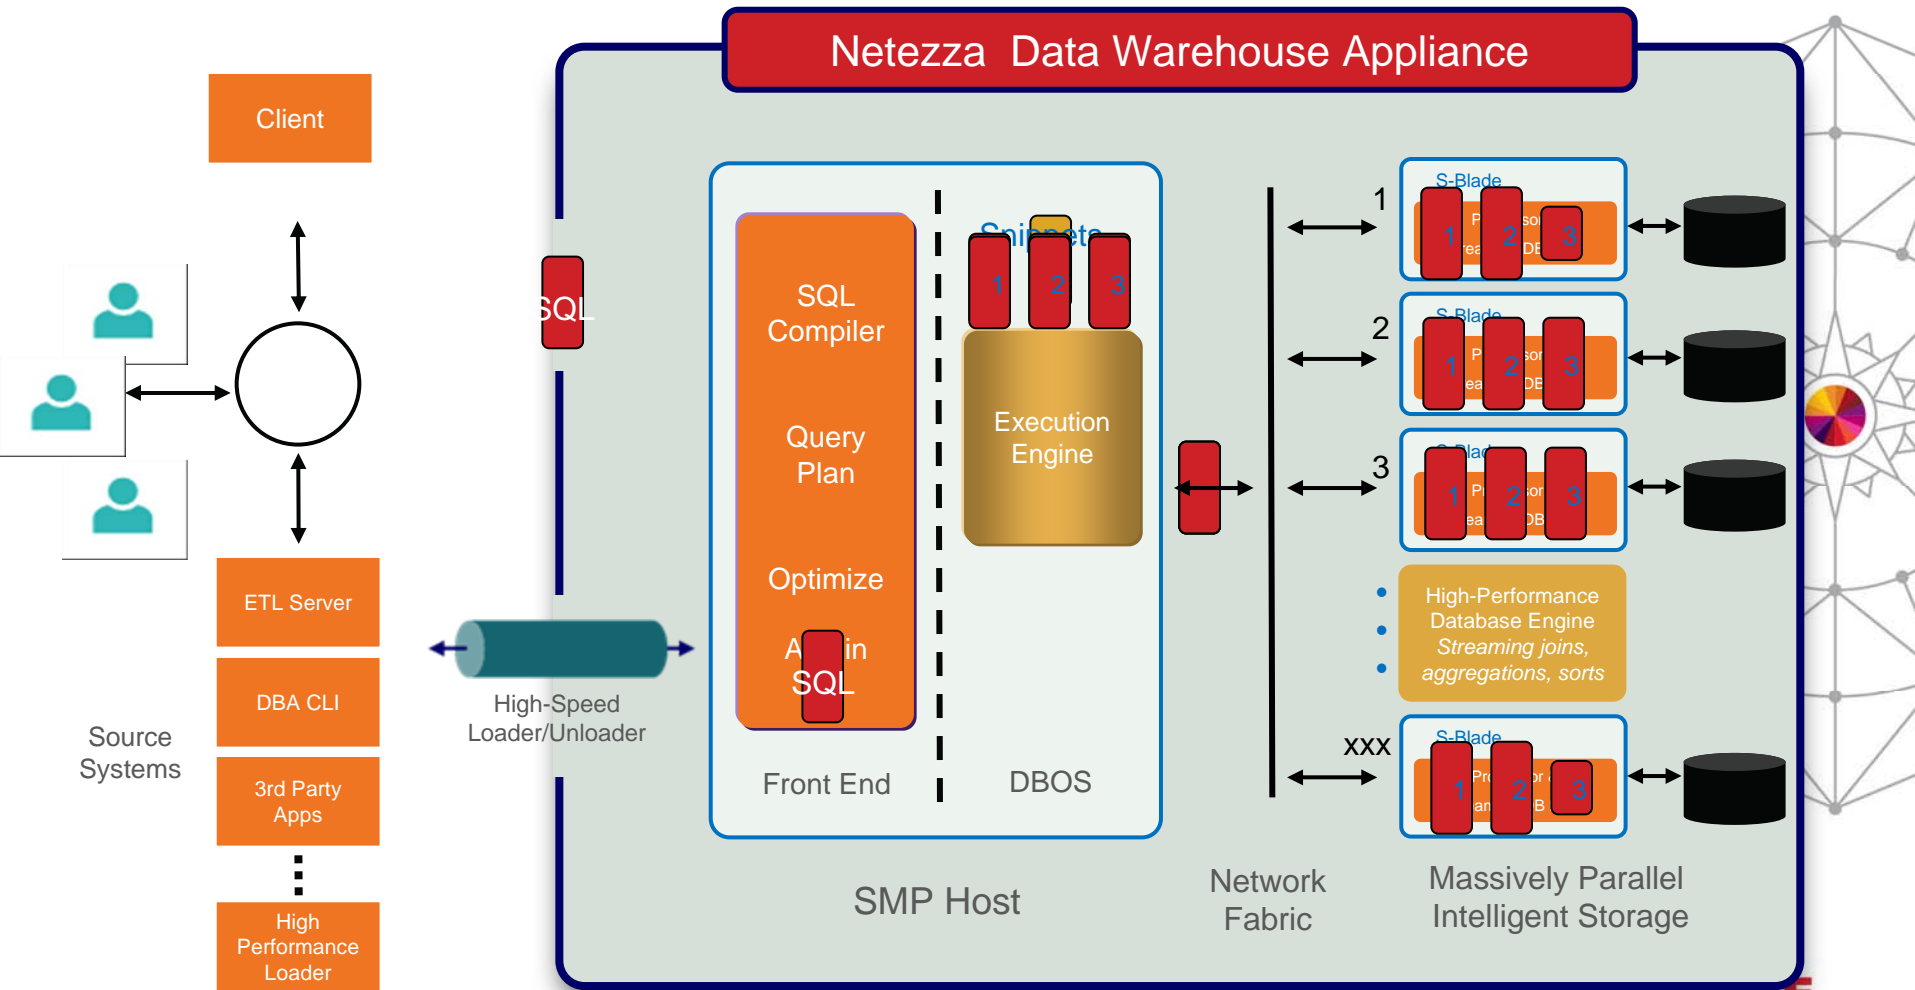 Netezza Data Warehouse Appliance
Client
SQL
SQL
Compiler
Query
Plan
Optimize
SQL
Front End
Snippets
1
2
3
Execution
Engine
DBOS
SMP Host
ETL Server
DBA CLI
3rd Party
Apps
High
Performance
Loader
Source
Systems
High-Speed
Loader/Unloader
Network
Fabric
1
S-Blade
1
2
3
2
S-Blade
1
2
3
3
1
2
3
High-Performance
Database Engine
Streaming joins,
aggregations, sorts
xxx
S-Blade
1
2
3
Massively Parallel
Intelligent Storage